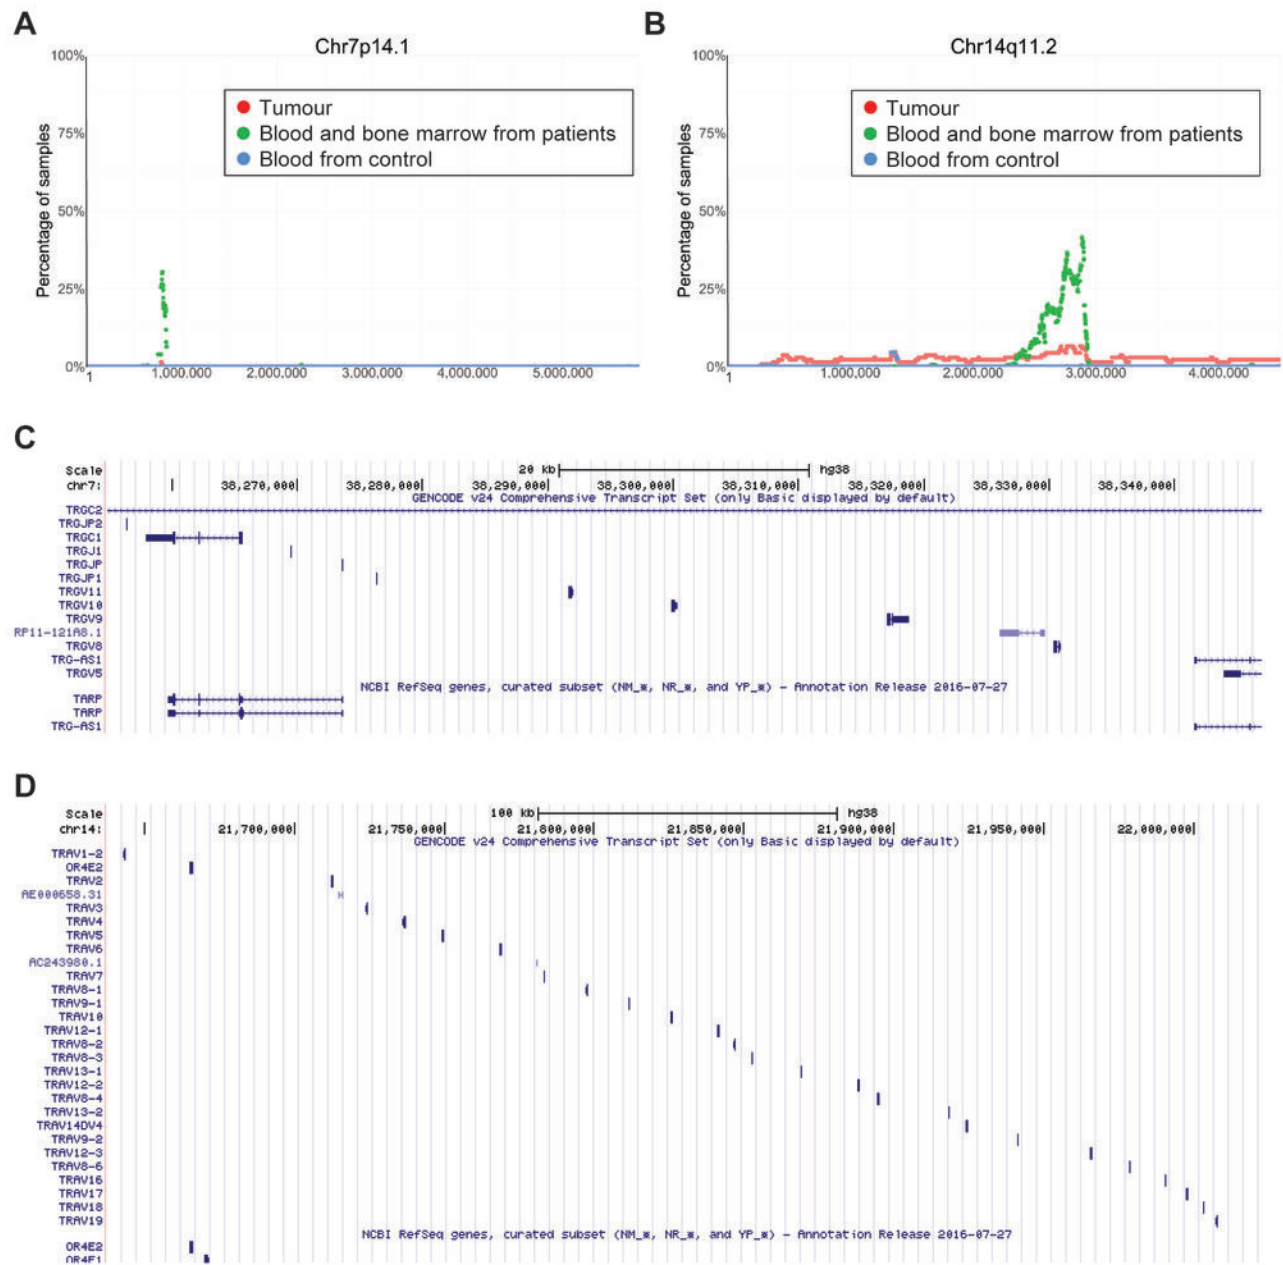 A
B
Chr7p14.1
Chr14q11.2
100%
75%
50%
25%
0%
Percentage of samples
Tumour
Blood and bone marrow from patients
Blood from control
1
1,000,000
2,000,000
3,000,000
4,000,000
5,000,000
100%
75%
50%
25%
0%
Percentage of samples
Tumour
Blood and bone marrow from patients
Blood from control
1
1,000,000
2,000,000
3,000,000
4,000,000
C
Scale 20 kb hg38
chr7: 38,270,000 38,280,000 38,290,000 38,300,000 38,310,000 38,320,000 38,330,000 38,340,000
GENCODE v24 Comprehensive Transcript Set (only Basic displayed by default)
TRGC2
TRGJP2
TRGC1
TRGJ1
TRGJP
TRGJP1
TRGV11
TRGV10
TRGV9
RP11-121A8.1
TRGV8
TRG-AS1
TRGV5
NCBI RefSeq genes, curated subset (NM_*, NR_*, and YP_*) - Annotation Release 2016-07-27
TARP
TARP
TRG-AS1
D
Scale 100 kb hg38
chr14: 21,700,000 21,750,000 21,800,000 21,850,000 21,900,000 21,950,000 22,000,000
GENCODE v24 Comprehensive Transcript Set (only Basic displayed by default)
TRAV1-2
OR4E2
TRAV2
AE000658.31
TRAV3
TRAV4
TRAV5
TRAV6
AC243980.1
TRAV7
TRAV8-1
TRAV9-1
TRAV10
TRAV12-1
TRAV8-2
TRAV8-3
TRAV13-1
TRAV12-2
TRAV8-4
TRAV13-2
TRAV14DV4
TRAV9-2
TRAV12-3
TRAV8-6
TRAV16
TRAV17
TRAV18
TRAV19
NCBI RefSeq genes, curated subset (NM_*, NR_*, and YP_*) - Annotation Release 2016-07-27
OR4E2
OR4E1